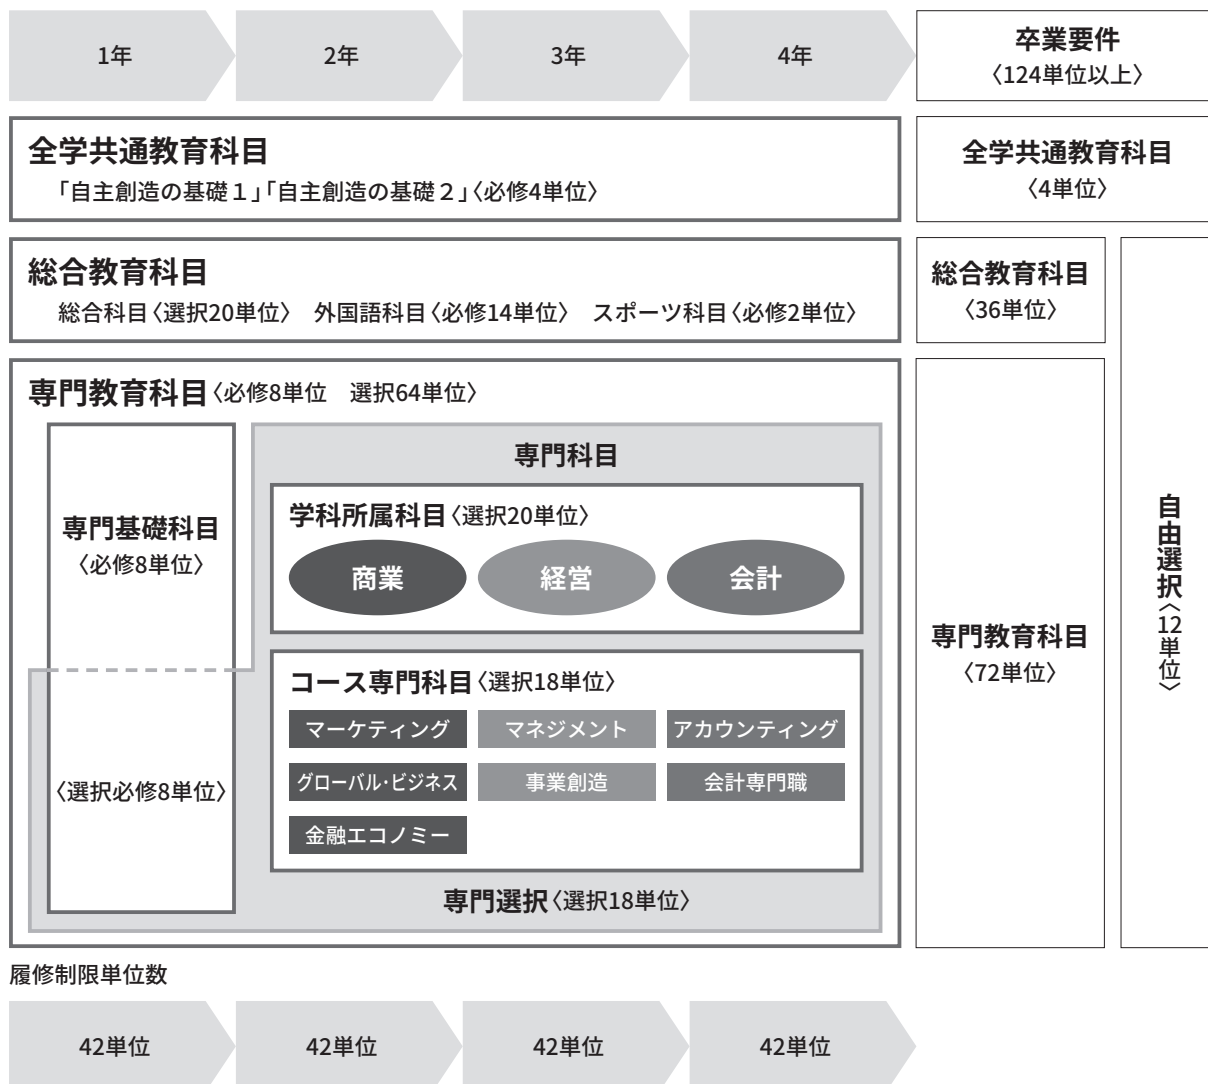 1年
2年
3年
4年
卒業要件
〈124単位以上〉
全学共通教育科目
「自主創造の基礎１」「自主創造の基礎２」〈必修4単位〉
全学共通教育科目
〈4単位〉
総合教育科目
総合科目〈選択20単位〉 外国語科目〈必修14単位〉 スポーツ科目〈必修2単位〉
総合教育科目
〈36単位〉
専門教育科目〈必修8単位　選択64単位〉
専門基礎科目
〈必修8単位〉
〈選択必修8単位〉
専門科目
学科所属科目〈選択20単位〉
商業
経営
会計
コース専門科目〈選択18単位〉
マーケティング
マネジメント
アカウンティング
グローバル・ビジネス
事業創造
会計専門職
金融エコノミー
専門選択〈選択18単位〉
専門教育科目
〈72単位〉
自由選択〈12単位〉
履修制限単位数
42単位
42単位
42単位
42単位